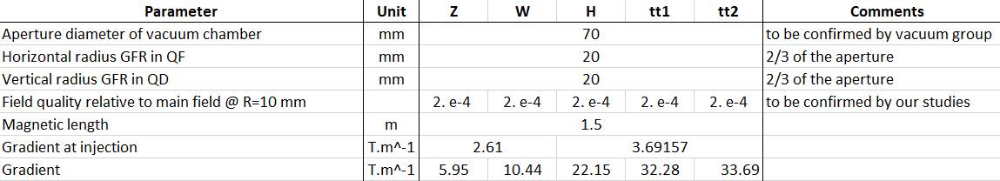 Parameter Unit Z W H tt1 tt2 Comments
Aperture diameter of vacuum chamber mm 70 to be confirmed by vacuum group
Horizontal radius GFR in QF mm 20 2/3 of the aperture
Vertical radius GFR in QD mm 20 2/3 of the aperture
Field quality relative to main field @ R=10 mm 2. e-4 2. e-4 2. e-4 2. e-4 2. e-4 to be confirmed by our studies
Magnetic length m 1.5
Gradient at injection T.m^-1 2.61 3.69157
Gradient T.m^-1 5.95 10.44 22.15 32.28 33.69